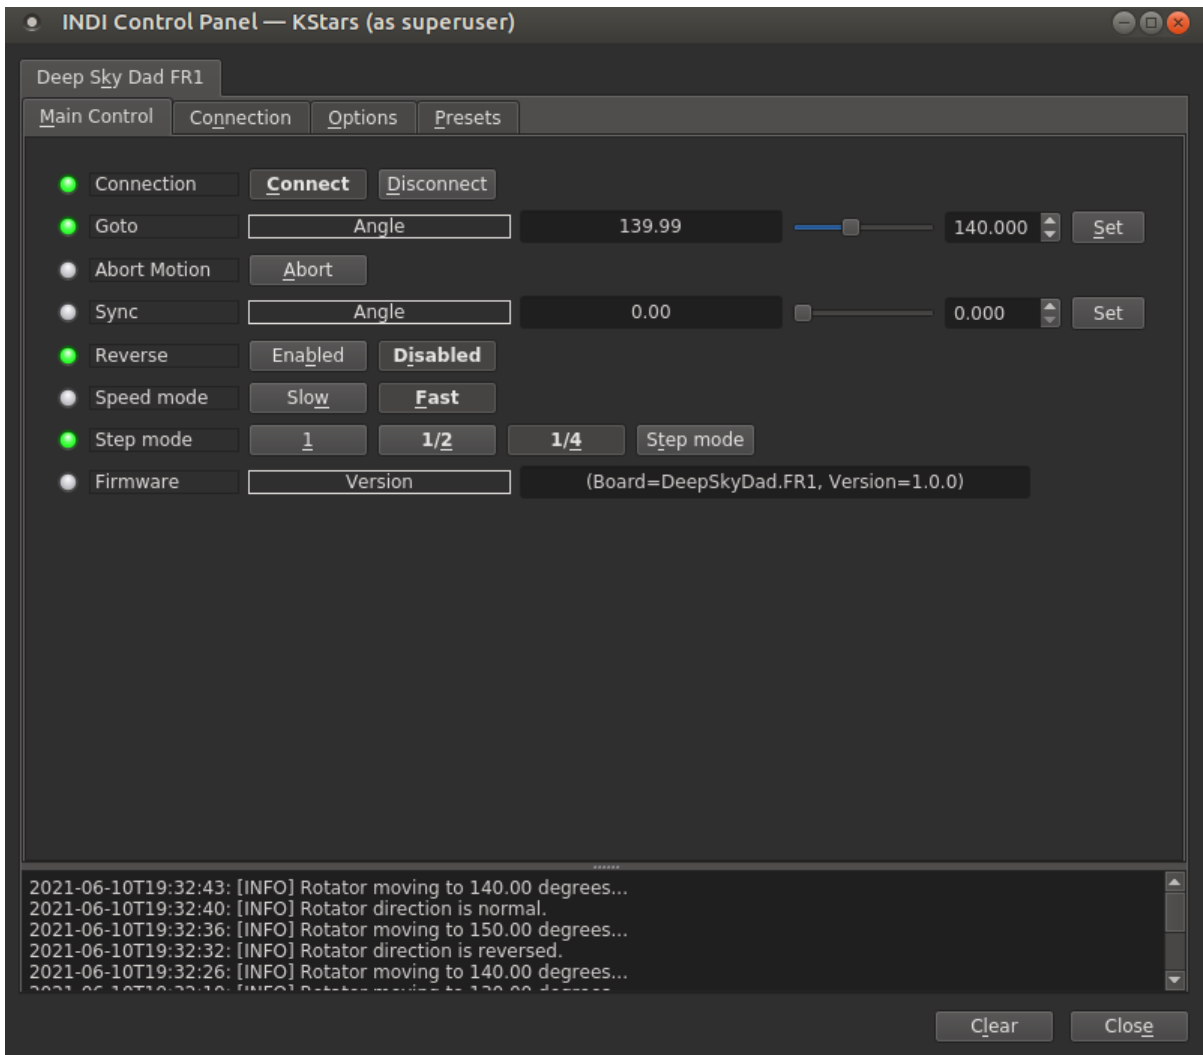 INDI Control Panel — KStars (as superuser)
Deep Sky Dad FR1
Main Control Connection Options Presets
Connection Connect Disconnect
Goto Angle 139.99 140.000 Set
Abort Motion Abort
Sync Angle 0.00 0.000 Set
Reverse Enabled Disabled
Speed mode Slow Fast
Step mode 1 1/2 1/4 Step mode
Firmware Version (Board=DeepSkyDad.FR1, Version=1.0.0)
2021-06-10T19:32:43: [INFO] Rotator moving to 140.00 degrees...
2021-06-10T19:32:40: [INFO] Rotator direction is normal.
2021-06-10T19:32:36: [INFO] Rotator moving to 150.00 degrees...
2021-06-10T19:32:32: [INFO] Rotator direction is reversed.
2021-06-10T19:32:26: [INFO] Rotator moving to 140.00 degrees...
Clear Close